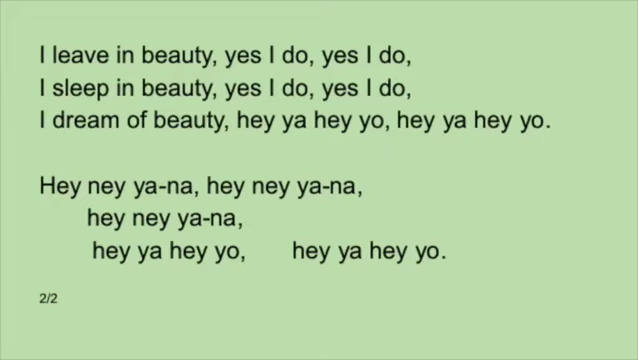 I leave in beauty, yes I do, yes I do,
I sleep in beauty, yes I do, yes I do,
I dream of beauty, hey ya hey yo, hey ya hey yo.
Hey ney ya-na, hey ney ya-na,
hey ney ya-na,
hey ya hey yo, hey ya hey yo.
2/2